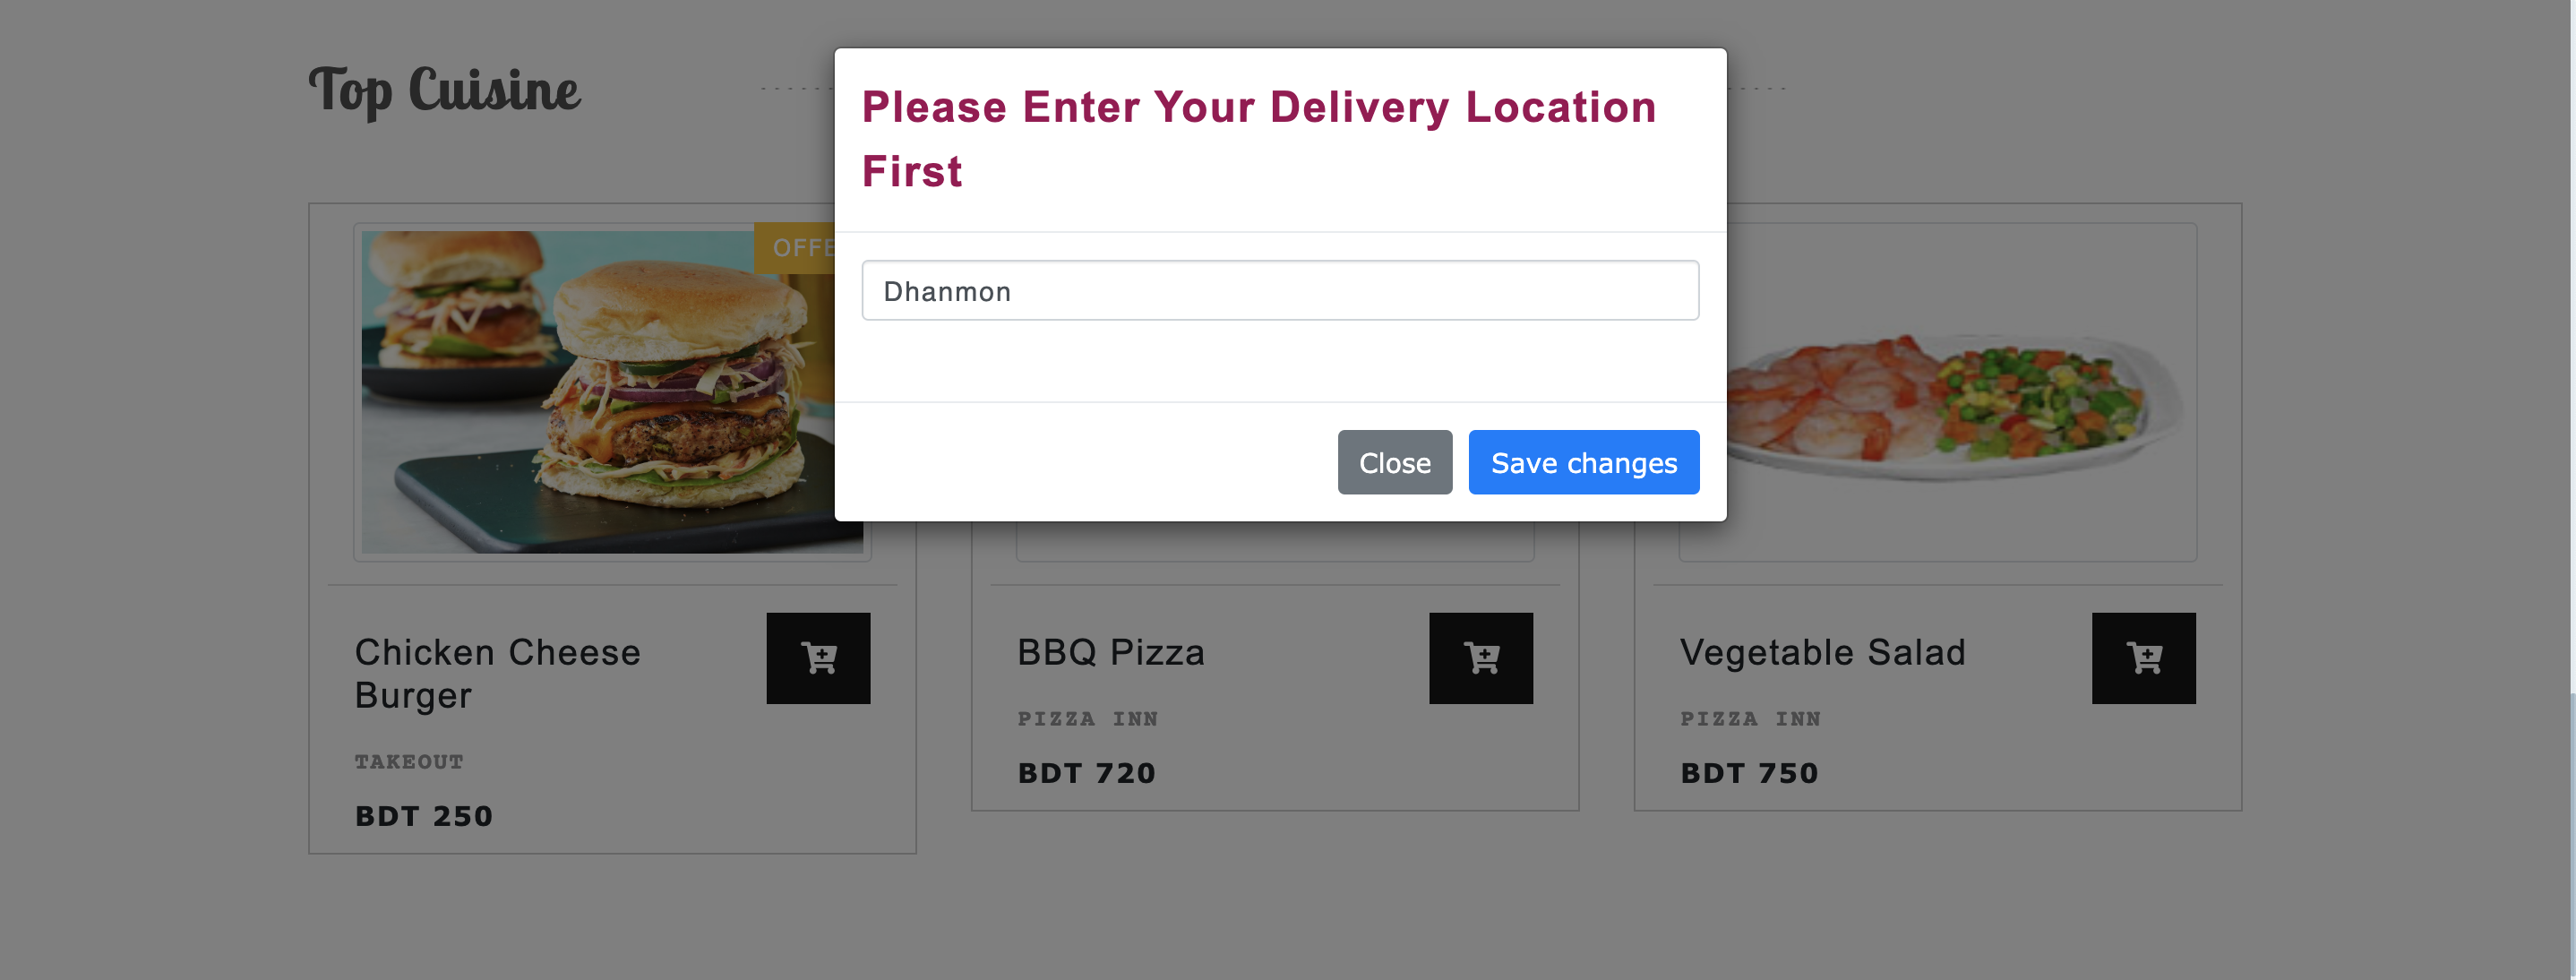 Top Cuisine
Please Enter Your Delivery Location
First
Dhanmon
Close
Save changes
Chicken Cheese
Burger
TAKEOUT
BDT 250
BBQ Pizza
PIZZA INN
BDT 720
Vegetable Salad
PIZZA INN
BDT 750